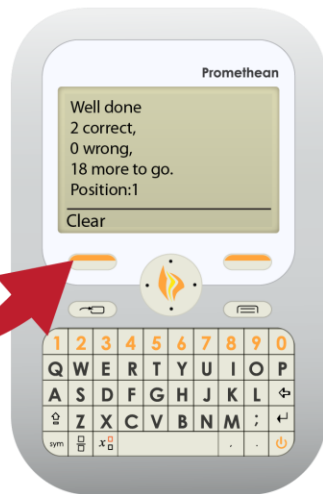 Promethean
Well done
2 correct,
0 wrong,
18 more to go.
Position:1
Clear
1 2 3 4 5 6 7 8 9 0
Q W E R T Y U I O P
A S D F G H J K L
Z X C V B N M ;
sym x . .